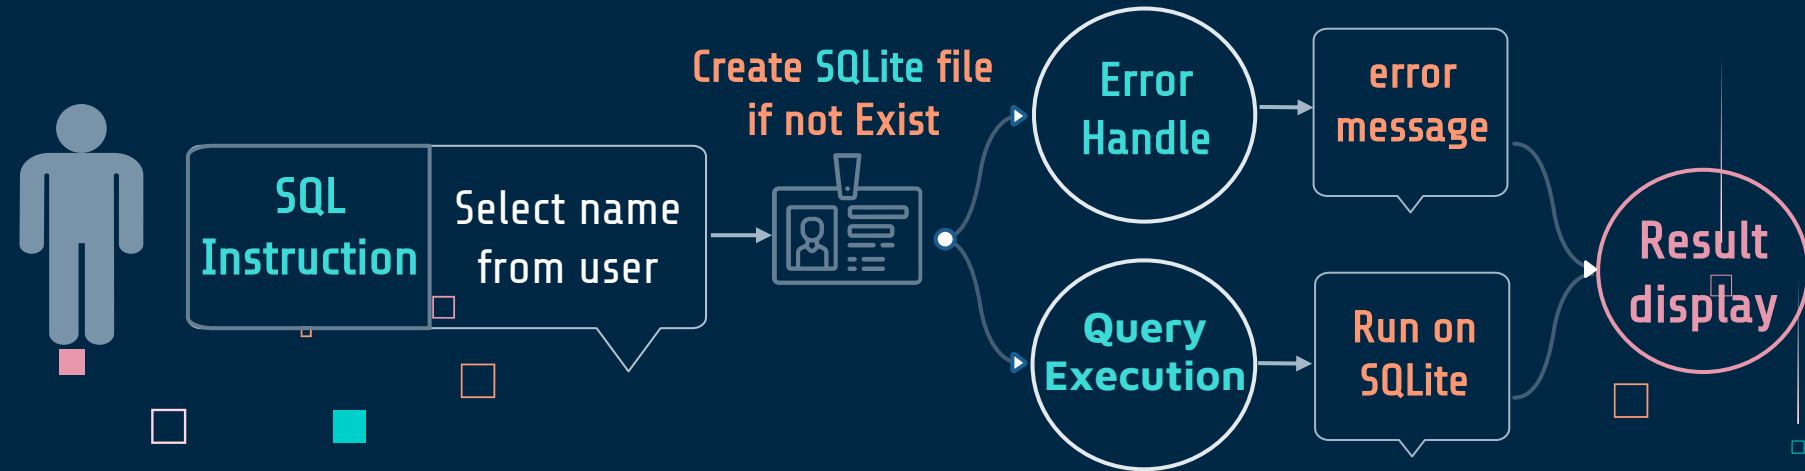 SQL
Instruction
Select name
from user
Create SQLite file
if not Exist
Error
Handle
error
message
Query
Execution
Run on
SQLite
Result
display